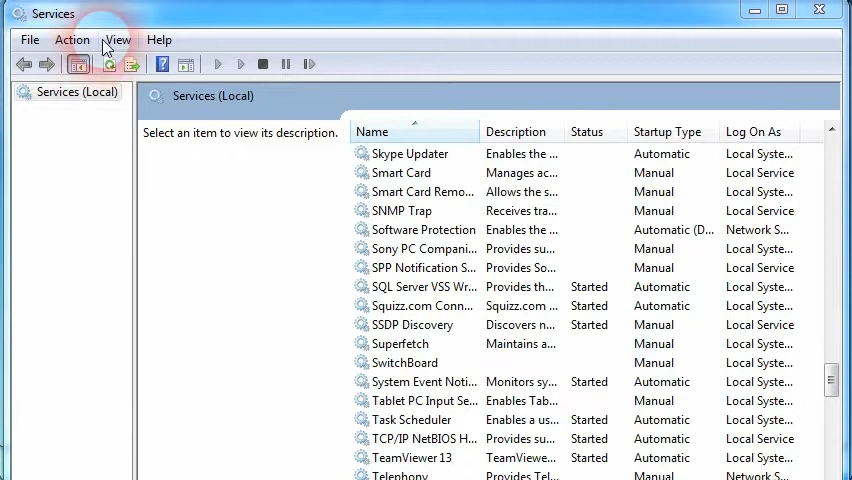 Services
File Action View Help
Services (Local)
Services (Local)
Select an item to view its description.
Name Description Status Startup Type Log On As
Skype Updater Enables the ... Automatic Local Syste...
Smart Card Manages ac... Manual Local Service
Smart Card Remo... Allows the s... Manual Local Syste...
SNMP Trap Receives tra... Manual Local Service
Software Protection Enables the ... Automatic (D... Network S...
Sony PC Compani... Provides su... Manual Local Syste...
SPP Notification S... Provides So... Manual Local Service
SQL Server VSS Wr... Provides th... Started Automatic Local Syste...
Squizz.com Conn... Squizz.com ... Started Automatic Local Syste...
SSDP Discovery Discovers n... Started Manual Local Service
Superfetch Maintains a... Manual Local Syste...
SwitchBoard Manual Local Syste...
System Event Noti... Monitors sy... Started Automatic Local Syste...
Tablet PC Input Se... Enables Tab... Manual Local Syste...
Task Scheduler Enables a us... Started Automatic Local Syste...
TCP/IP NetBIOS H... Provides su... Started Automatic Local Service
TeamViewer 13 TeamViewe... Started Automatic Local Syste...
Telephony Provides Tel... Manual Network S...